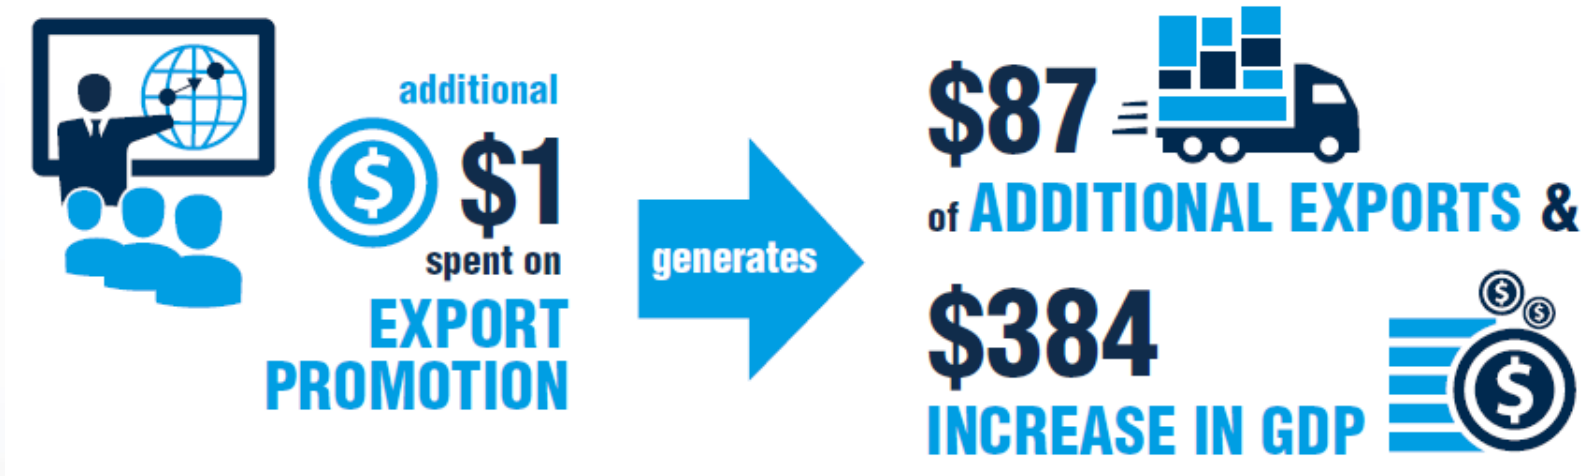 additional
$
$1
spent on
EXPORT
PROMOTION
generates
$87
of ADDITIONAL EXPORTS &
$384
INCREASE IN GDP
$
$
$